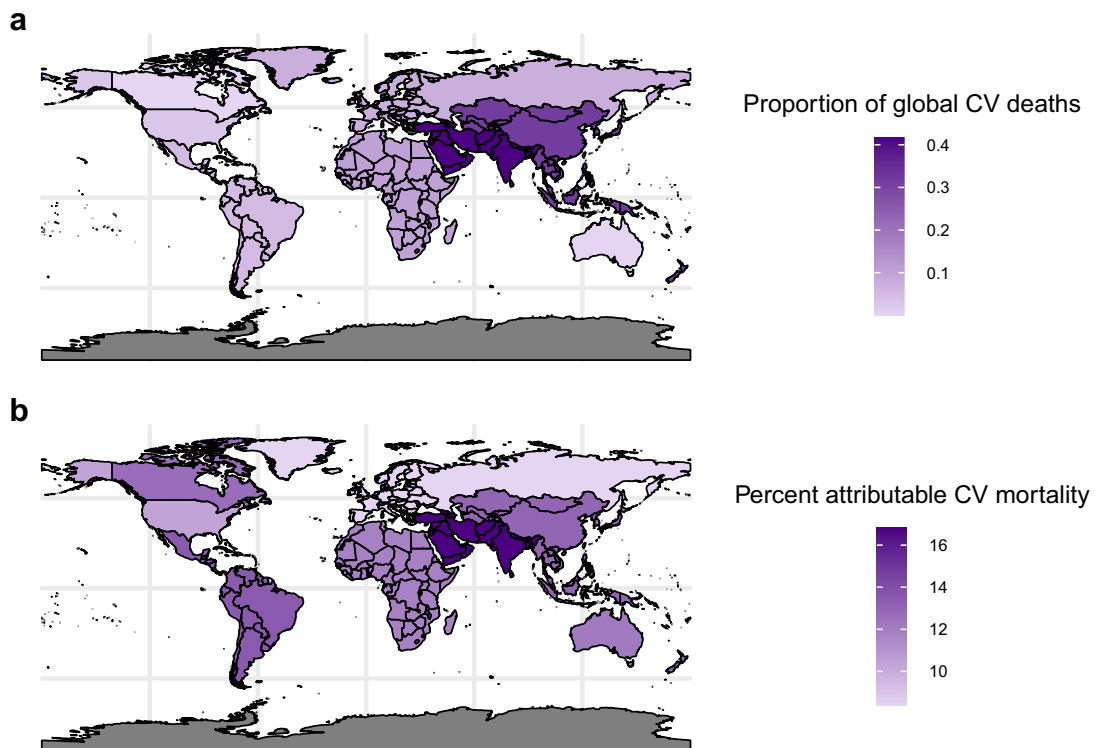 a
Proportion of global CV deaths
0.4
0.3
0.2
0.1
b
Percent attributable CV mortality
16
14
12
10